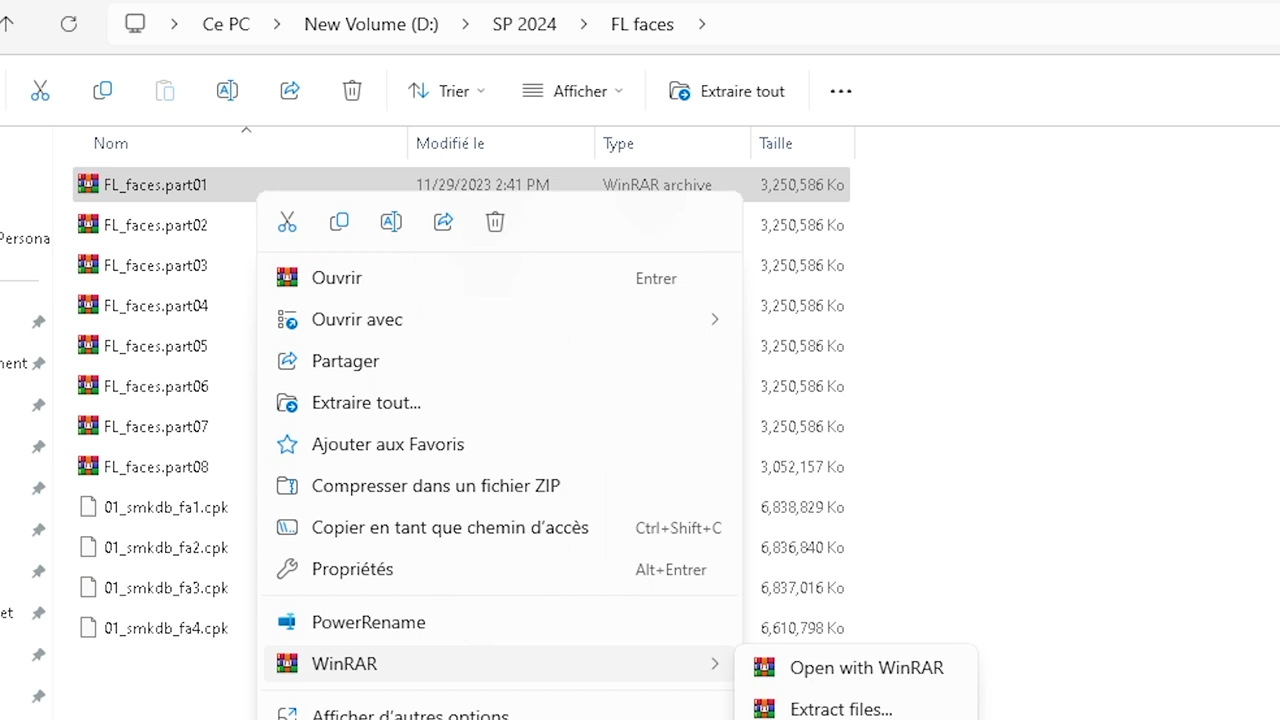 Ce PC > New Volume (D:) > SP 2024 > FL faces >
Trier Afficher Extraire tout ...
Nom Modifié le Type Taille
FL_faces.part01 11/29/2023 2:41 PM WinRAR archive 3,250,586 Ko
FL_faces.part02 3,250,586 Ko
Persona
FL_faces.part03 3,250,586 Ko
Ouvrir Entrer
FL_faces.part04 3,250,586 Ko
Ouvrir avec
FL_faces.part05 3,250,586 Ko
Partager
FL_faces.part06 3,250,586 Ko
Extraire tout...
FL_faces.part07 3,250,586 Ko
Ajouter aux Favoris
FL_faces.part08 3,052,157 Ko
Compresser dans un fichier ZIP
01_smkdb_fa1.cpk 6,838,829 Ko
Copier en tant que chemin d'accès Ctrl+Shift+C
01_smkdb_fa2.cpk 6,836,840 Ko
Propriétés Alt+Entrer
01_smkdb_fa3.cpk 6,837,016 Ko
PowerRename
01_smkdb_fa4.cpk 6,610,798 Ko
WinRAR
Open with WinRAR
Extract files...
Afficher d'autres options